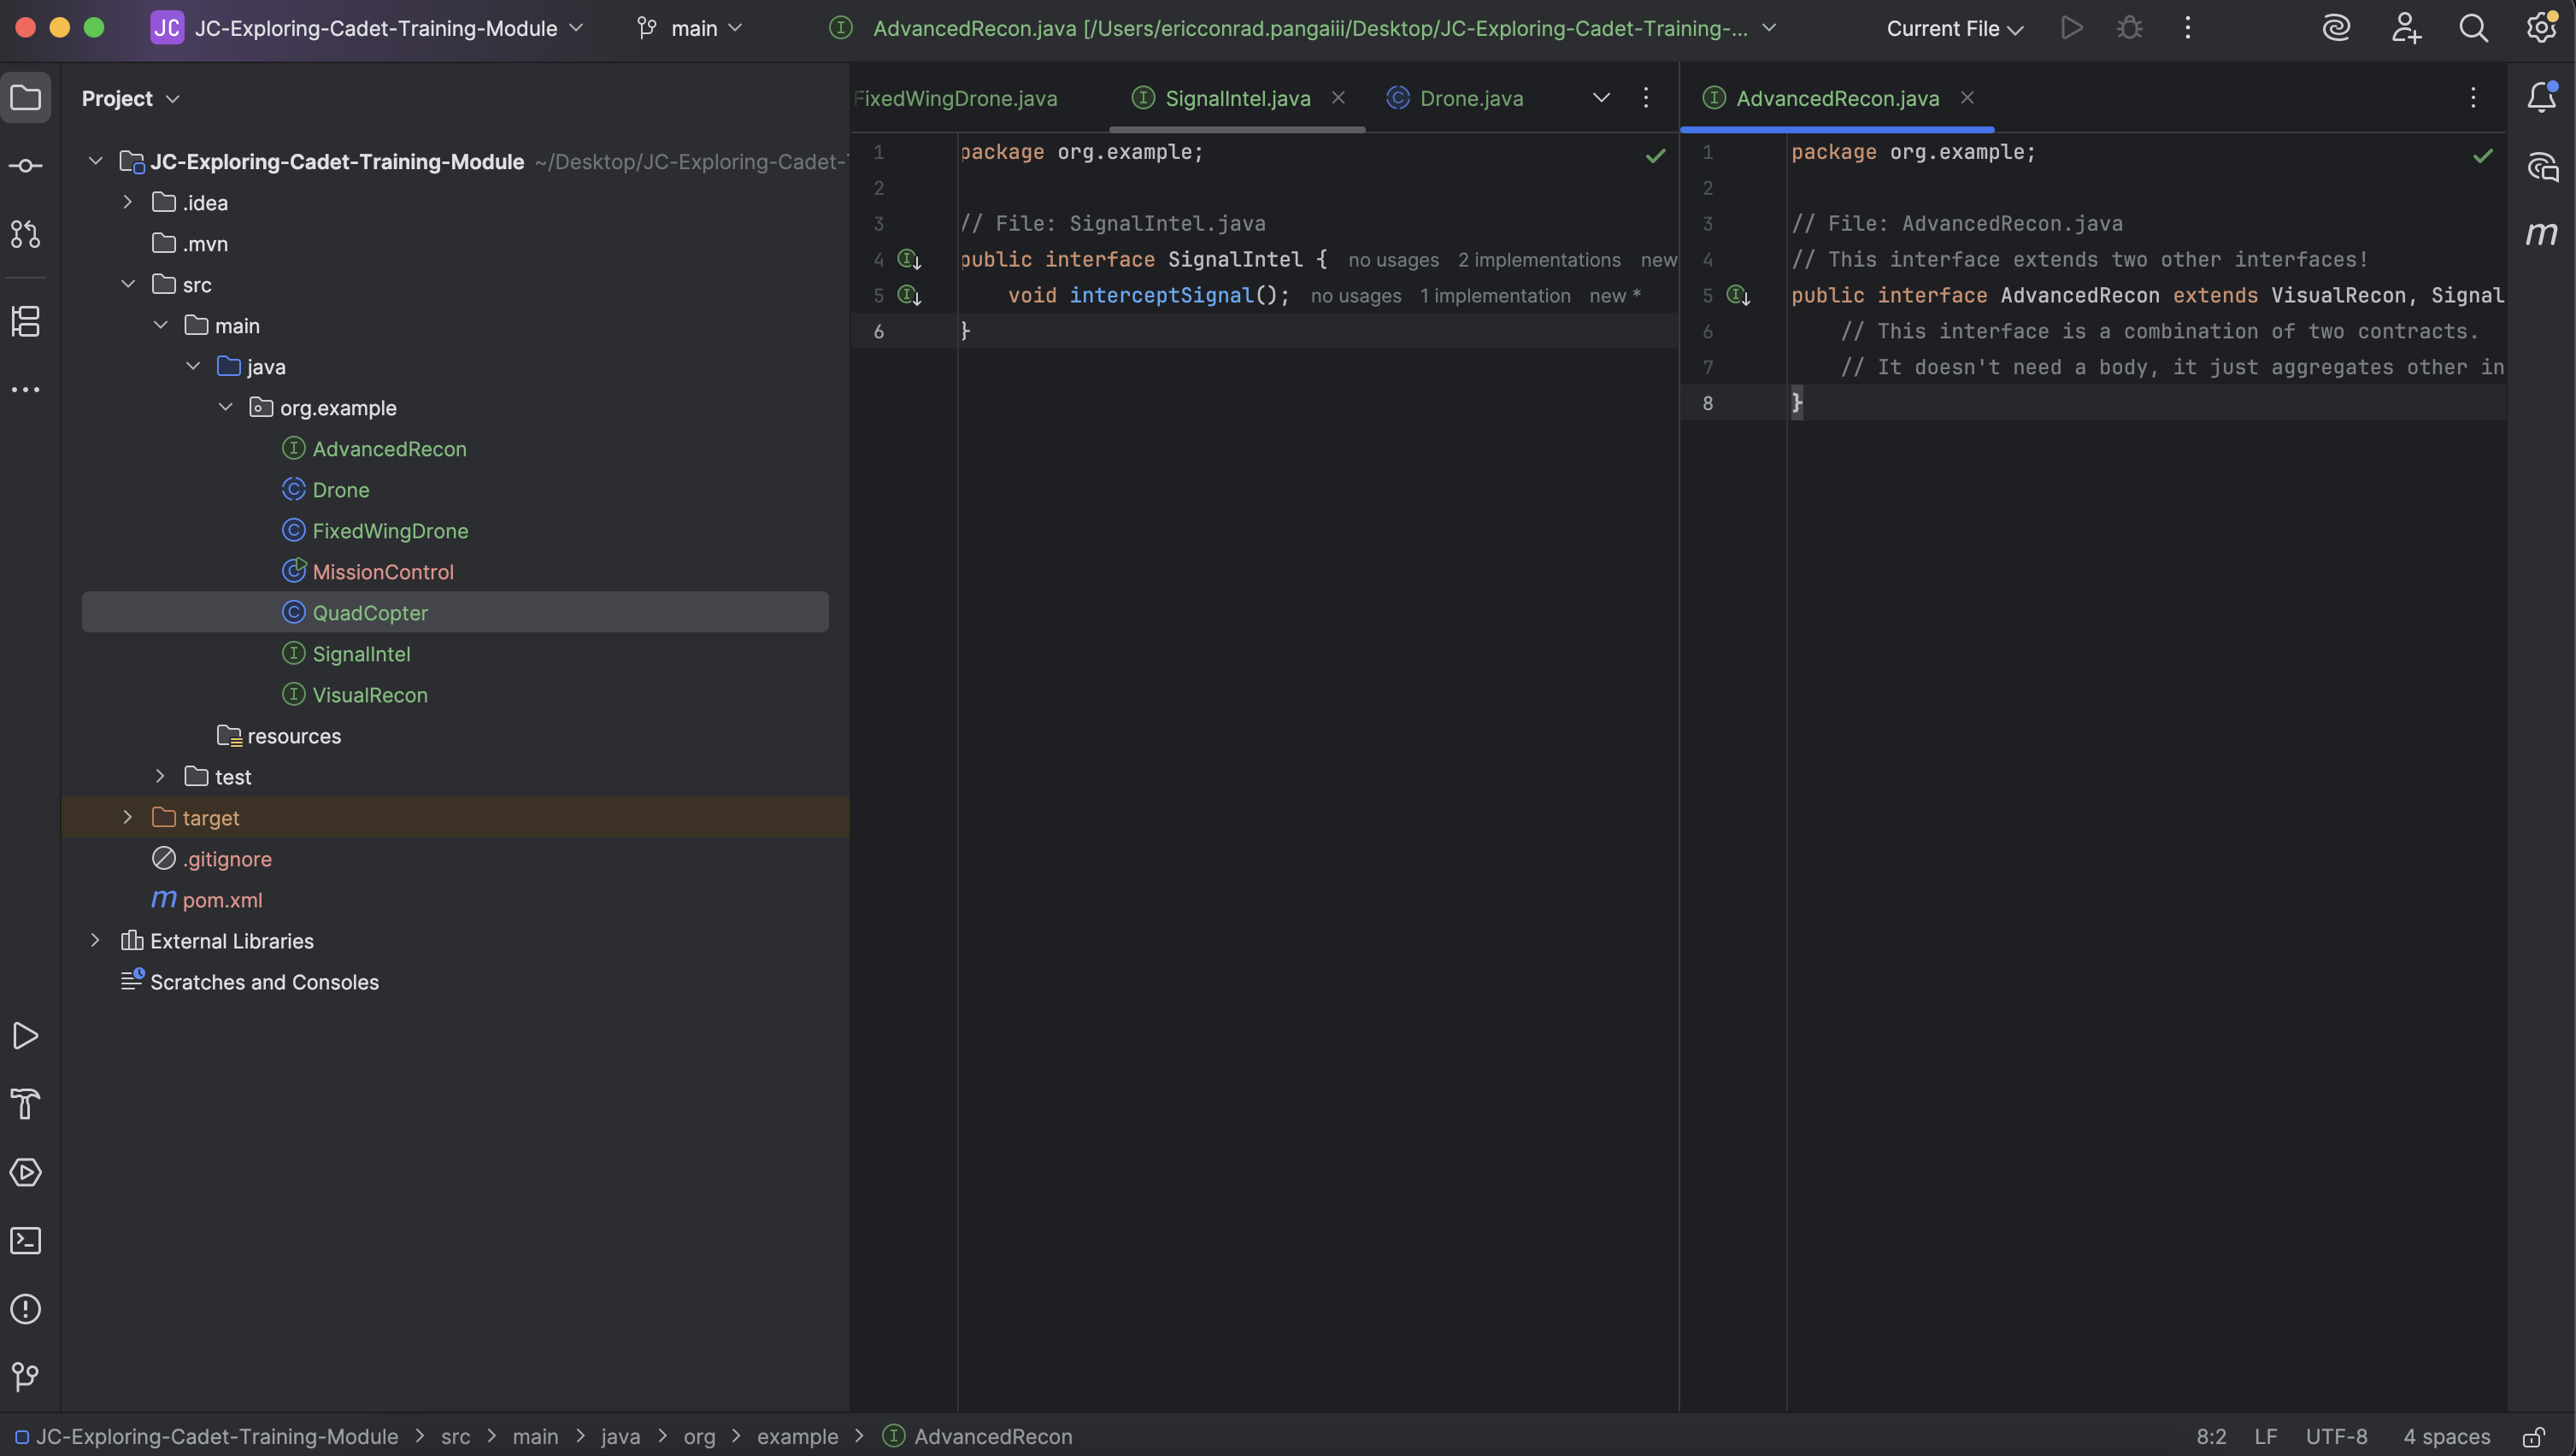 JC JC-Exploring-Cadet-Training-Module main AdvancedRecon.java [/Users/ericconrad.pangaiii/Desktop/JC-Exploring-Cadet-Training-... Current File
Project
JC-Exploring-Cadet-Training-Module ~/Desktop/JC-Exploring-Cadet-
.idea
.mvn
src
main
java
org.example
AdvancedRecon
Drone
FixedWingDrone
MissionControl
QuadCopter
SignalIntel
VisualRecon
resources
test
target
.gitignore
m pom.xml
External Libraries
Scratches and Consoles
FixedWingDrone.java SignalIntel.java Drone.java
1 package org.example;
2
3 // File: SignalIntel.java
4 public interface SignalIntel { no usages 2 implementations new
5 void interceptSignal(); no usages 1 implementation new *
6 }
AdvancedRecon.java
1 package org.example;
2
3 // File: AdvancedRecon.java
4 // This interface extends two other interfaces!
5 public interface AdvancedRecon extends VisualRecon, Signal
6 // This interface is a combination of two contracts.
7 // It doesn't need a body, it just aggregates other in
8 }
m
JC-Exploring-Cadet-Training-Module > src > main > java > org > example > AdvancedRecon 8:2 LF UTF-8 4 spaces